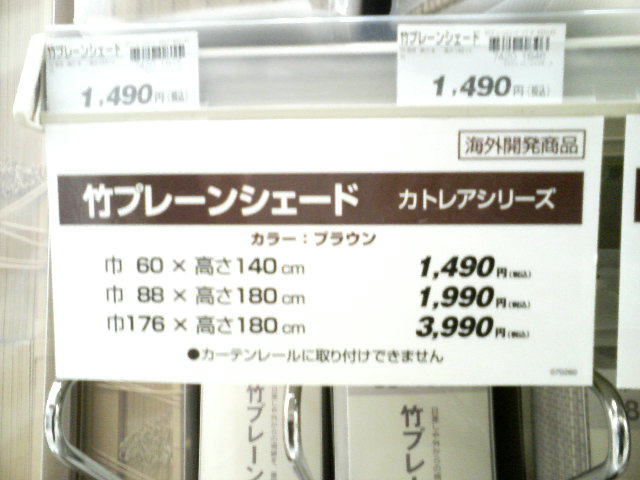 竹プレーンシェード
1,490円(税込)
竹プレーンシェード
1,490円(税込)
海外開発商品
竹プレーンシェード カトレアシリーズ
カラー：ブラウン
巾 60 × 高さ140cm 1,490円(税込)
巾 88 × 高さ180cm 1,990円(税込)
巾176 × 高さ180cm 3,990円(税込)
●カーテンレールに取り付けできません
竹プレーン
竹プレーン